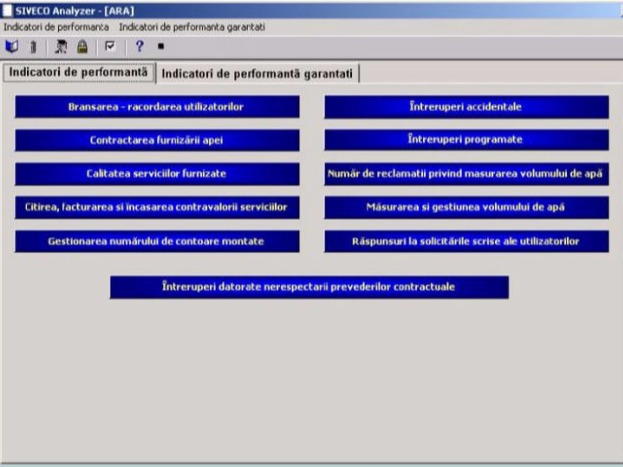 SIVECO Analyzer - [ARA]
Indicatori de performanta Indicatori de performanta garantati
Indicatori de performantă Indicatori de performantă garantati
Bransarea - racordarea utilizatorilor
Întreruperi accidentale
Contractarea furnizării apei
Întreruperi programate
Calitatea serviciilor furnizate
Număr de reclamatii privind masurarea volumului de apă
Citirea, facturarea si incasarea contravalorii serviciilor
Măsurarea si gestiunea volumului de apă
Gestionarea numărului de contoare montate
Răspunsuri la solicitările scrise ale utilizatorilor
Întreruperi datorate nerespectarii prevederilor contractuale